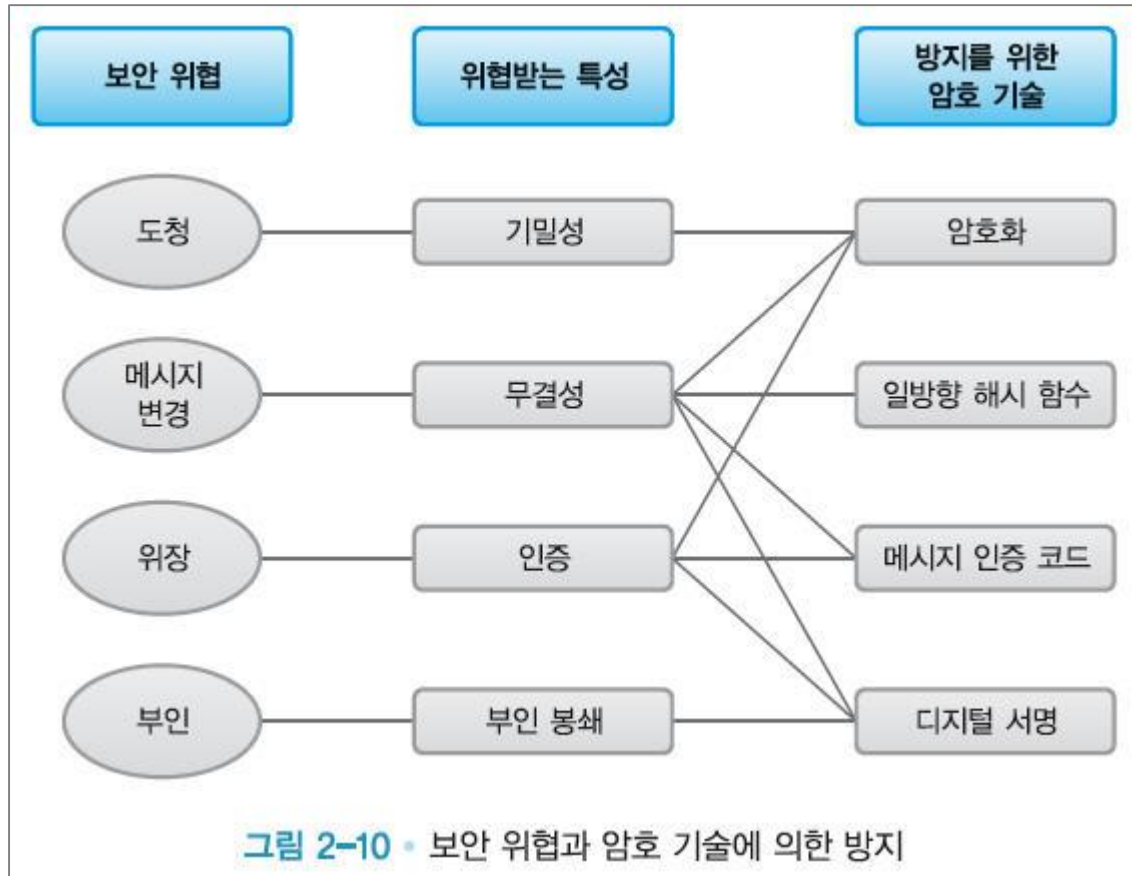 보안 위협
위협받는 특성
방지를 위한
암호 기술
도청
기밀성
암호화
메시지
변경
무결성
일방향 해시 함수
위장
인증
메시지 인증 코드
부인
부인 봉쇄
디지털 서명
그림 2-10 • 보안 위협과 암호 기술에 의한 방지